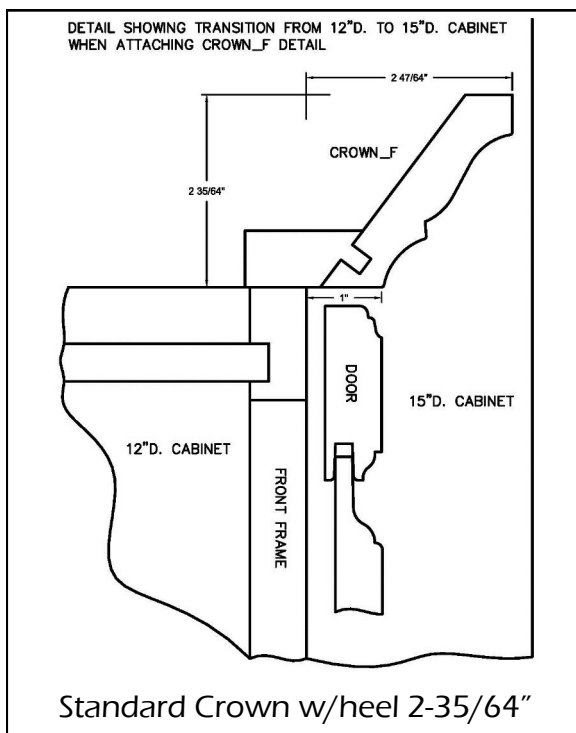 DETAIL SHOWING TRANSITION FROM 12"D. TO 15"D. CABINET
WHEN ATTACHING CROWN_F DETAIL
2 47/64"
CROWN_F
2 35/64"
1"
DOOR
15"D. CABINET
12"D. CABINET
FRONT FRAME
Standard Crown w/heel 2-35/64"